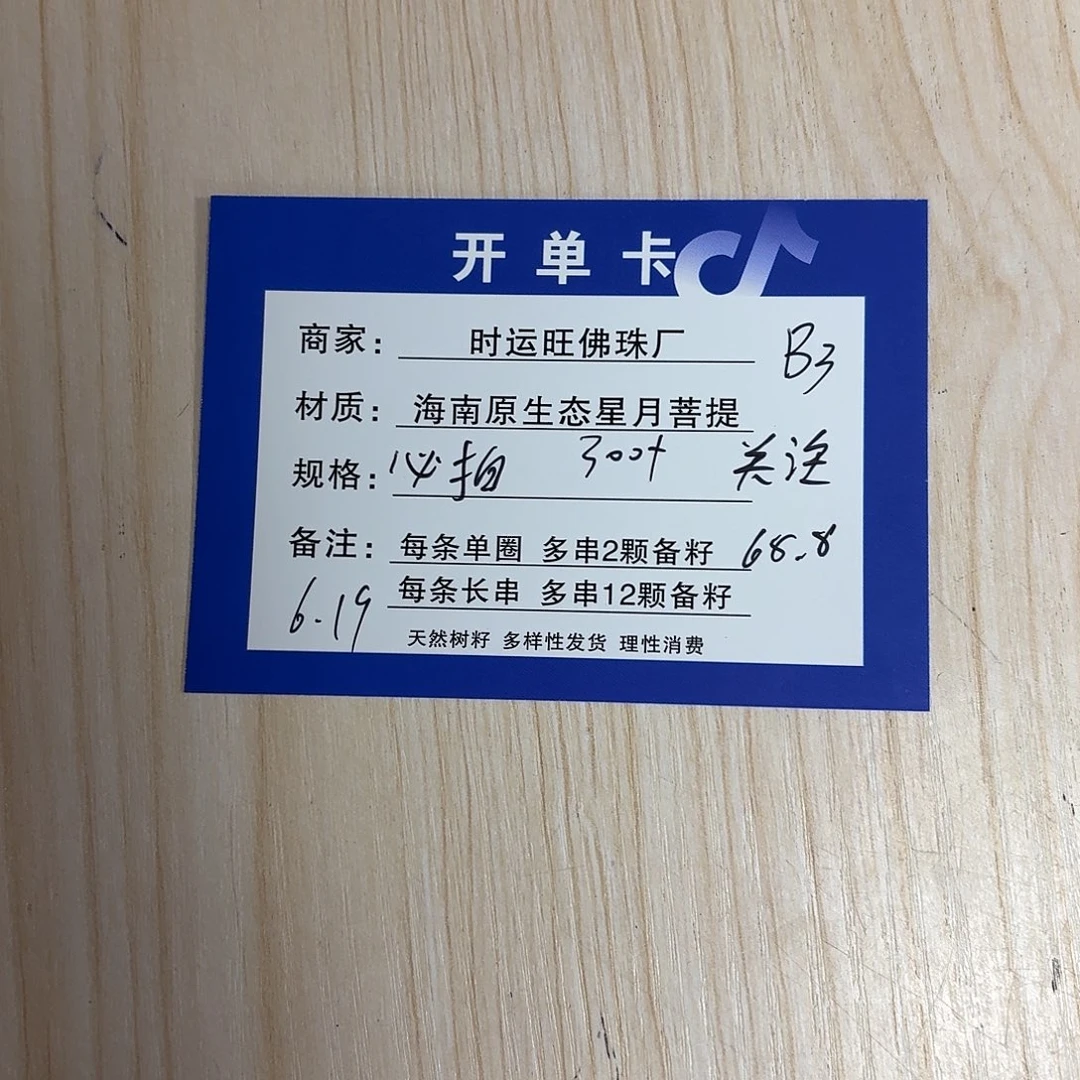 开单卡
商家: 时运旺佛珠厂 B3
材质: 海南原生态星月菩提
规格: 必拍 300+ 关注
备注: 每条单圈 多串2颗备籽 68.8
每条长串 多串12颗备籽
6.19
天然树籽 多样性发货 理性消费